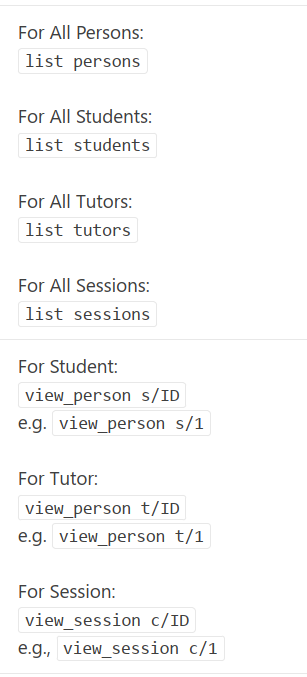 For All Persons:
list persons
For All Students:
list students
For All Tutors:
list tutors
For All Sessions:
list sessions
For Student:
view_person s/ID
e.g. view_person s/1
For Tutor:
view_person t/ID
e.g. view_person t/1
For Session:
view_session c/ID
e.g., view_session c/1